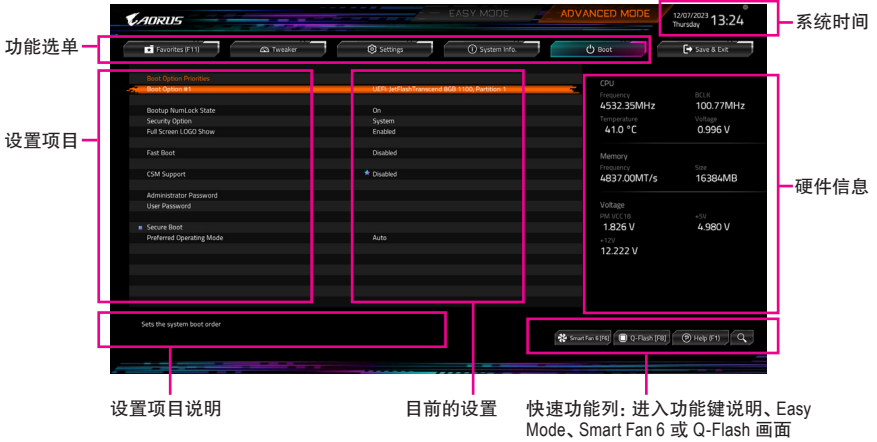 AORUS
EASY MODE
ADVANCED MODE
12/07/2023
Thursday
13:24
系统时间
功能选单
Favorites (F11)
Tweaker
Settings
System Info.
Boot
Save & Exit
设置项目
Boot Option Priorities
Boot Option #1 UEFI: JetFlashTranscend 8GB 1100, Partition 1
Bootup NumLock State On
Security Option System
Full Screen LOGO Show Enabled
Fast Boot Disabled
CSM Support Disabled
Administrator Password
User Password
Secure Boot
Preferred Operating Mode Auto
CPU
Frequency BCLK
4532.35MHz 100.77MHz
Temperature Voltage
41.0 °C 0.996 V
Memory
Frequency Size
4837.00MT/s 16384MB
Voltage
PM VCC18 +5V
1.826 V 4.980 V
+12V
12.222 V
硬件信息
Sets the system boot order
Smart Fan 6 [F6]
Q-Flash [F8]
Help (F1)
设置项目说明
目前的设置
快速功能列: 进入功能键说明、Easy
Mode、Smart Fan 6 或 Q-Flash 画面